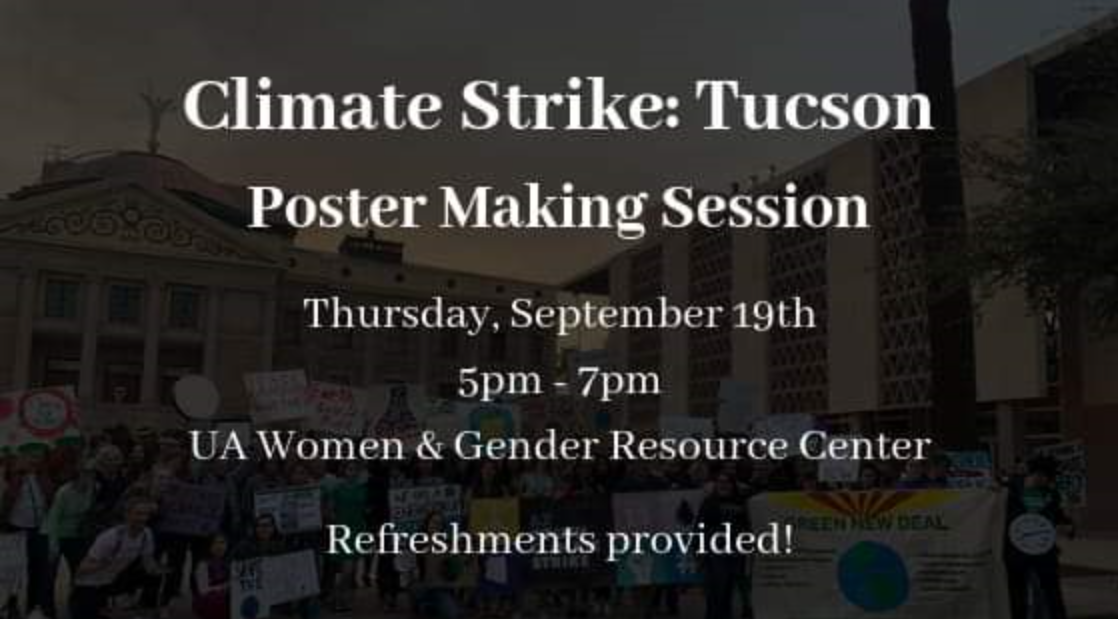 Climate Strike: Tucson
Poster Making Session
Thursday, September 19th
5pm - 7pm
UA Women & Gender Resource Center
Refreshments provided!
GREEN NEW DEAL
STRIKE